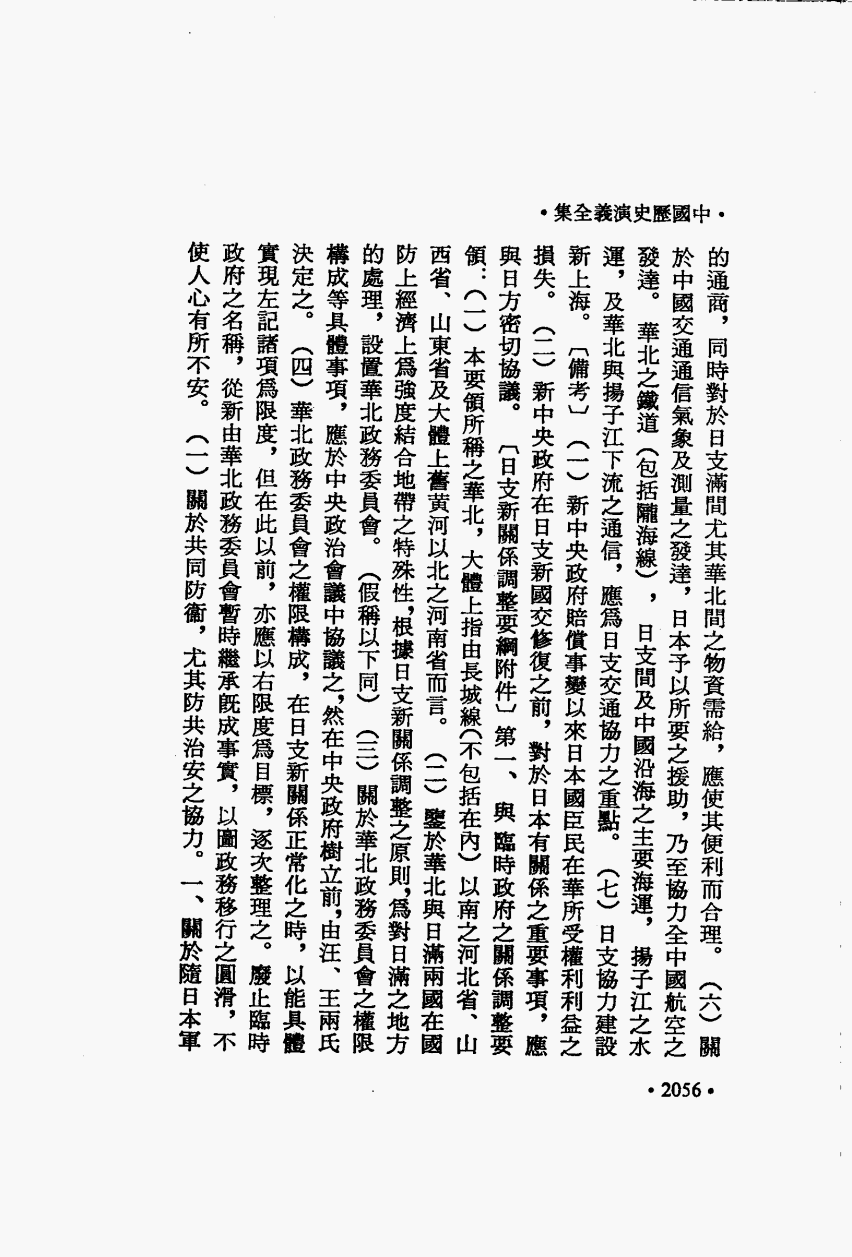 •中國歷史演義全集•
的通商，同時對於日支滿間尤其華北間之物資需給，應使其便利而合理。（六）關
於中國交通通信氣象及測量之發達，日本予以所要之援助，乃至協力全中國航空之
發達。華北之鐵道（包括隴海線），日支間及中國沿海之主要海運，揚子江之水
運，及華北與揚子江下流之通信，應爲日支交通協力之重點。（七）日支協力建設
新上海。〔備考〕（一）新中央政府賠償事變以來日本國臣民在華所受權利利益之
損失。（二）新中央政府在日支新國交修復之前，對於日本有關係之重要事項，應
與日方密切協議。〔日支新關係調整要綱附件〕第一、與臨時政府之關係調整要
領：（一）本要領所稱之華北，大體上指由長城線（不包括在內）以南之河北省、山
西省、山東省及大體上舊黃河以北之河南省而言。（二）鑒於華北與日滿兩國在國
防上經濟上爲強度結合地帶之特殊性，根據日支新關係調整之原則，爲對日滿之地方
的處理，設置華北政務委員會。（假稱以下同）（三）關於華北政務委員會之權限
構成等具體事項，應於中央政治會議中協議之，然在中央政府樹立前，由汪、王兩氏
決定之。（四）華北政務委員會之權限構成，在日支新關係正常化之時，以能具體
實現左記諸項爲限度，但在此以前，亦應以右限度爲目標，逐次整理之。廢止臨時
政府之名稱，從新由華北政務委員會暫時繼承旣成事實，以圖政務移行之圓滑，不
使人心有所不安。（一）關於共同防衞，尤其防共治安之協力。一、關於隨日本軍
•2056•